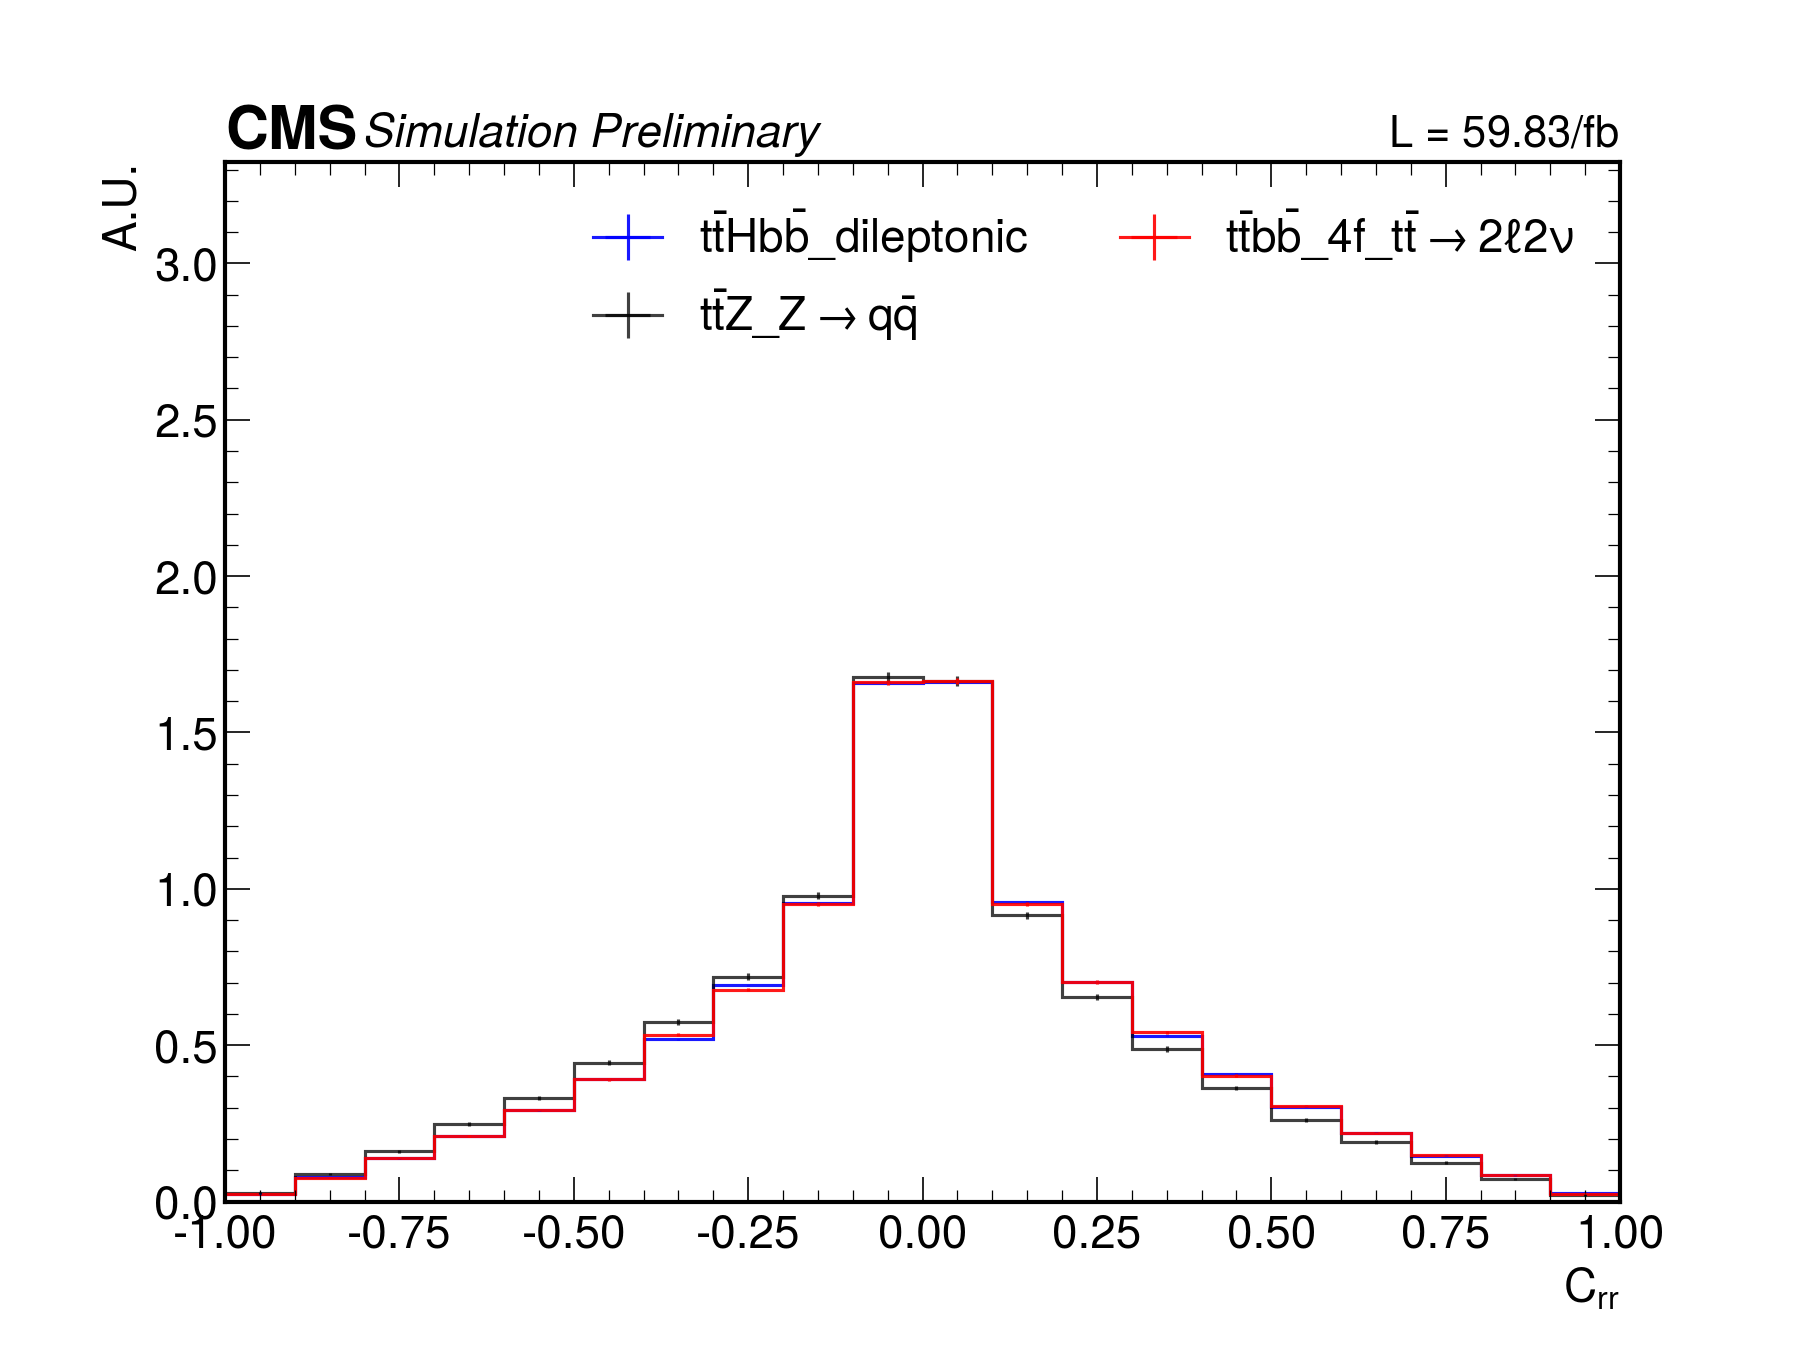 CMS Simulation Preliminary L = 59.83/fb
A.U.
tt̄Hbb̄_dileptonic tt̄bb̄_4f_tt̄ → 2ℓ2ν
tt̄Z_Z → qq̄
3.0
2.5
2.0
1.5
1.0
0.5
0.0
-1.00 -0.75 -0.50 -0.25 0.00 0.25 0.50 0.75 1.00
C_rr